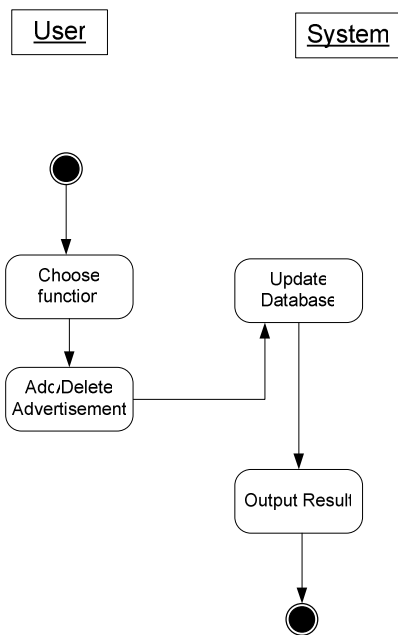 User
System
Choose
function
Add/Delete
Advertisement
Update
Database
Output Result